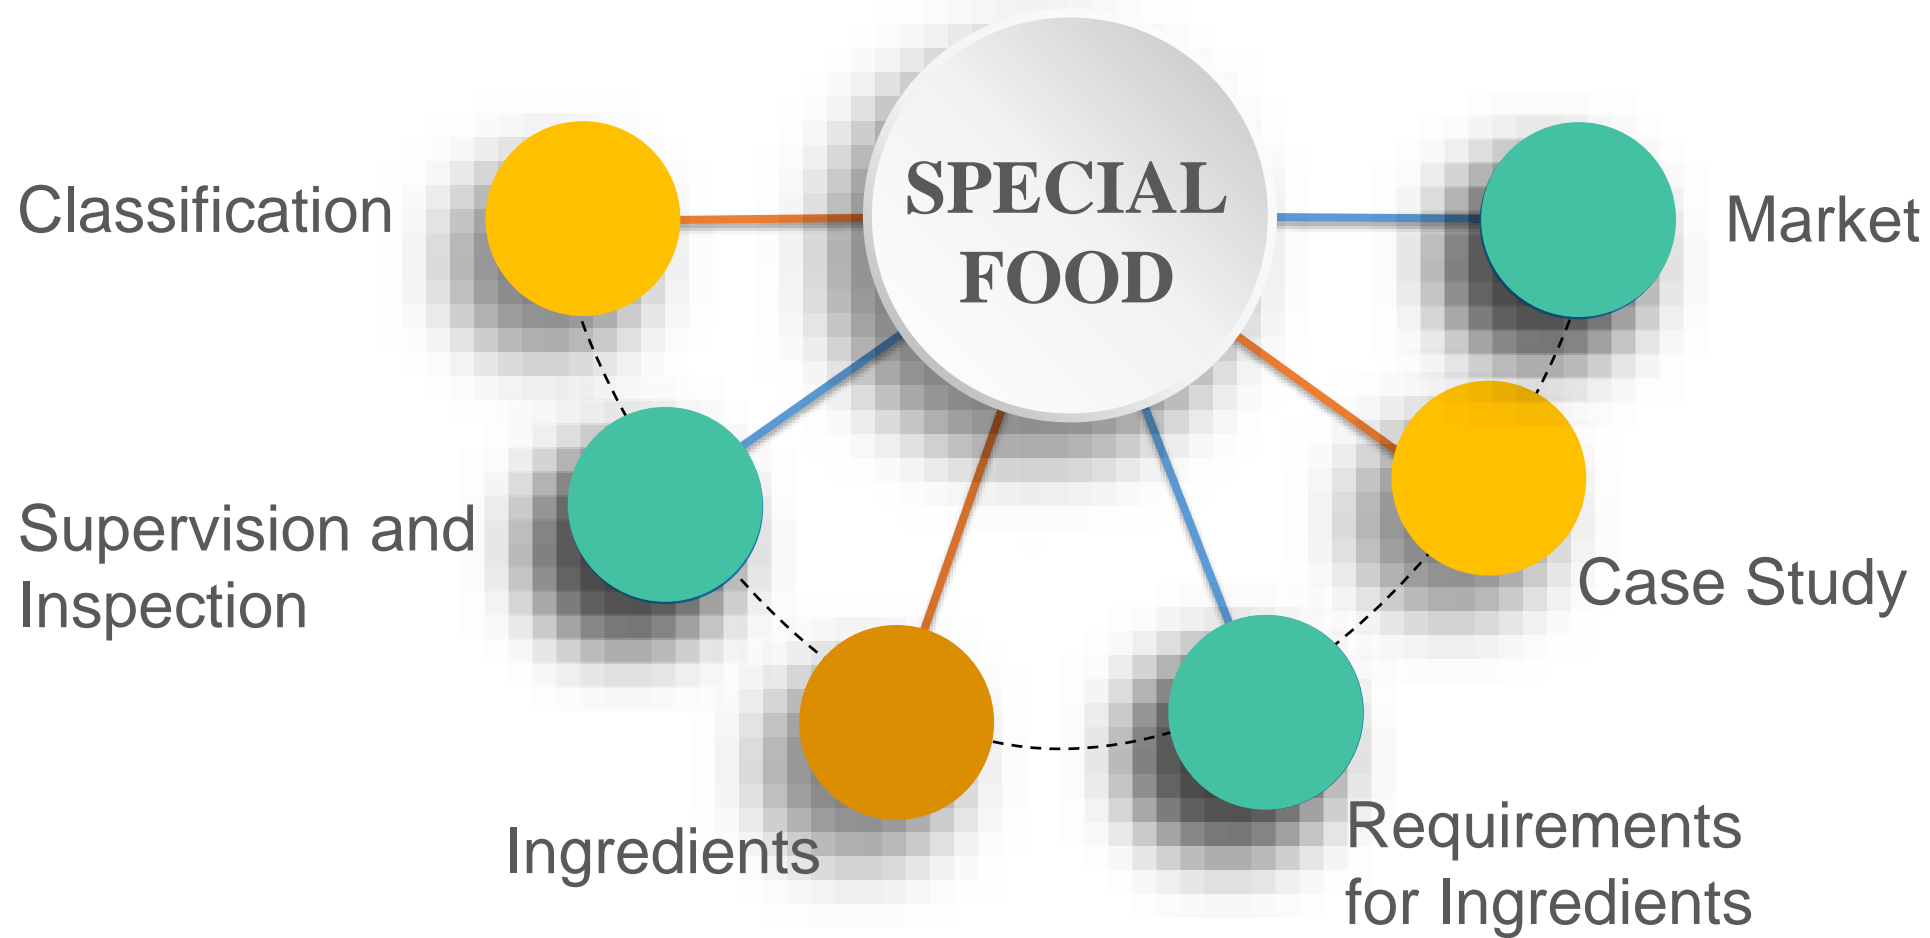 SPECIAL
FOOD
Classification
Supervision and
Inspection
Ingredients
Requirements
for Ingredients
Case Study
Market